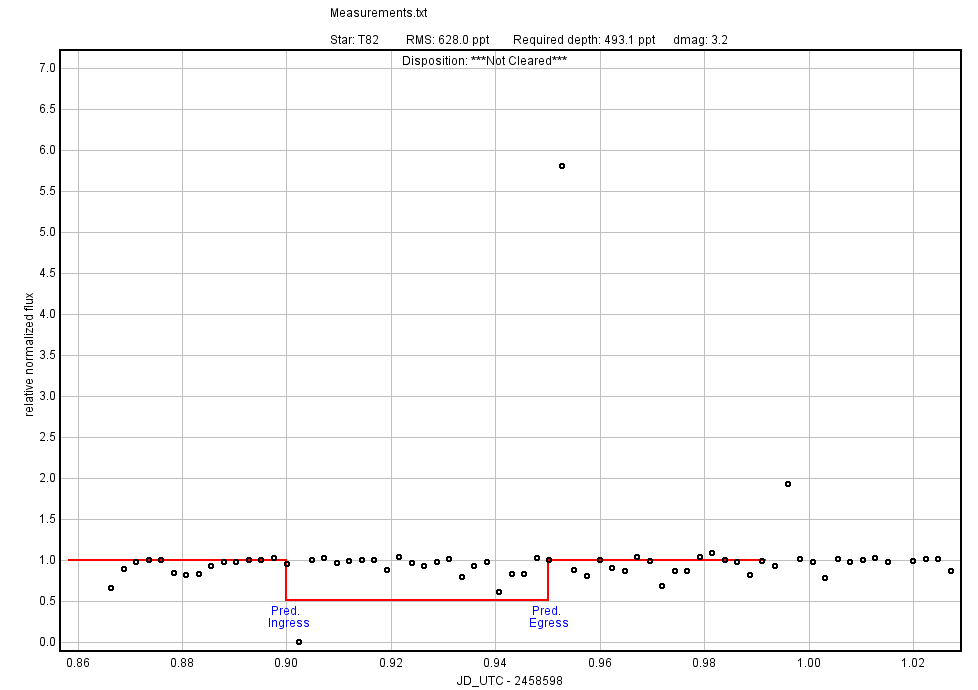 Measurements.txt
Star: T82 RMS: 628.0 ppt Required depth: 493.1 ppt dmag: 3.2
Disposition: ***Not Cleared***
7.0
6.5
6.0
5.5
5.0
4.5
4.0
3.5
3.0
2.5
2.0
1.5
1.0
0.5
0.0
relative normalized flux
Pred.
Ingress
Pred.
Egress
0.86 0.88 0.90 0.92 0.94 0.96 0.98 1.00 1.02
JD_UTC - 2458598